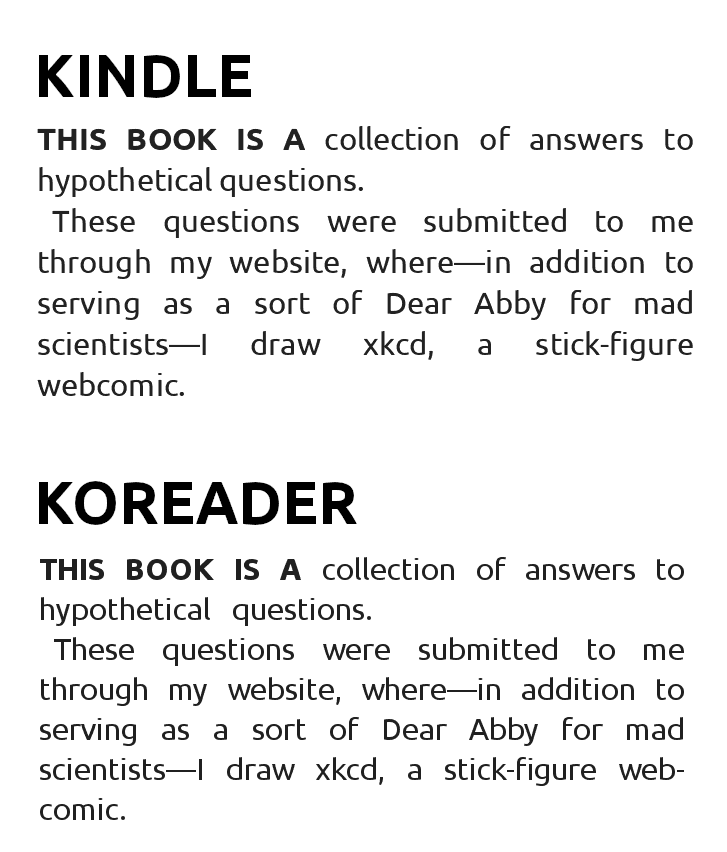 KINDLE
THIS BOOK IS A collection of answers to
hypothetical questions.
These questions were submitted to me
through my website, where—in addition to
serving as a sort of Dear Abby for mad
scientists—I draw xkcd, a stick-figure
webcomic.
KOREADER
THIS BOOK IS A collection of answers to
hypothetical questions.
These questions were submitted to me
through my website, where—in addition to
serving as a sort of Dear Abby for mad
scientists—I draw xkcd, a stick-figure web-
comic.